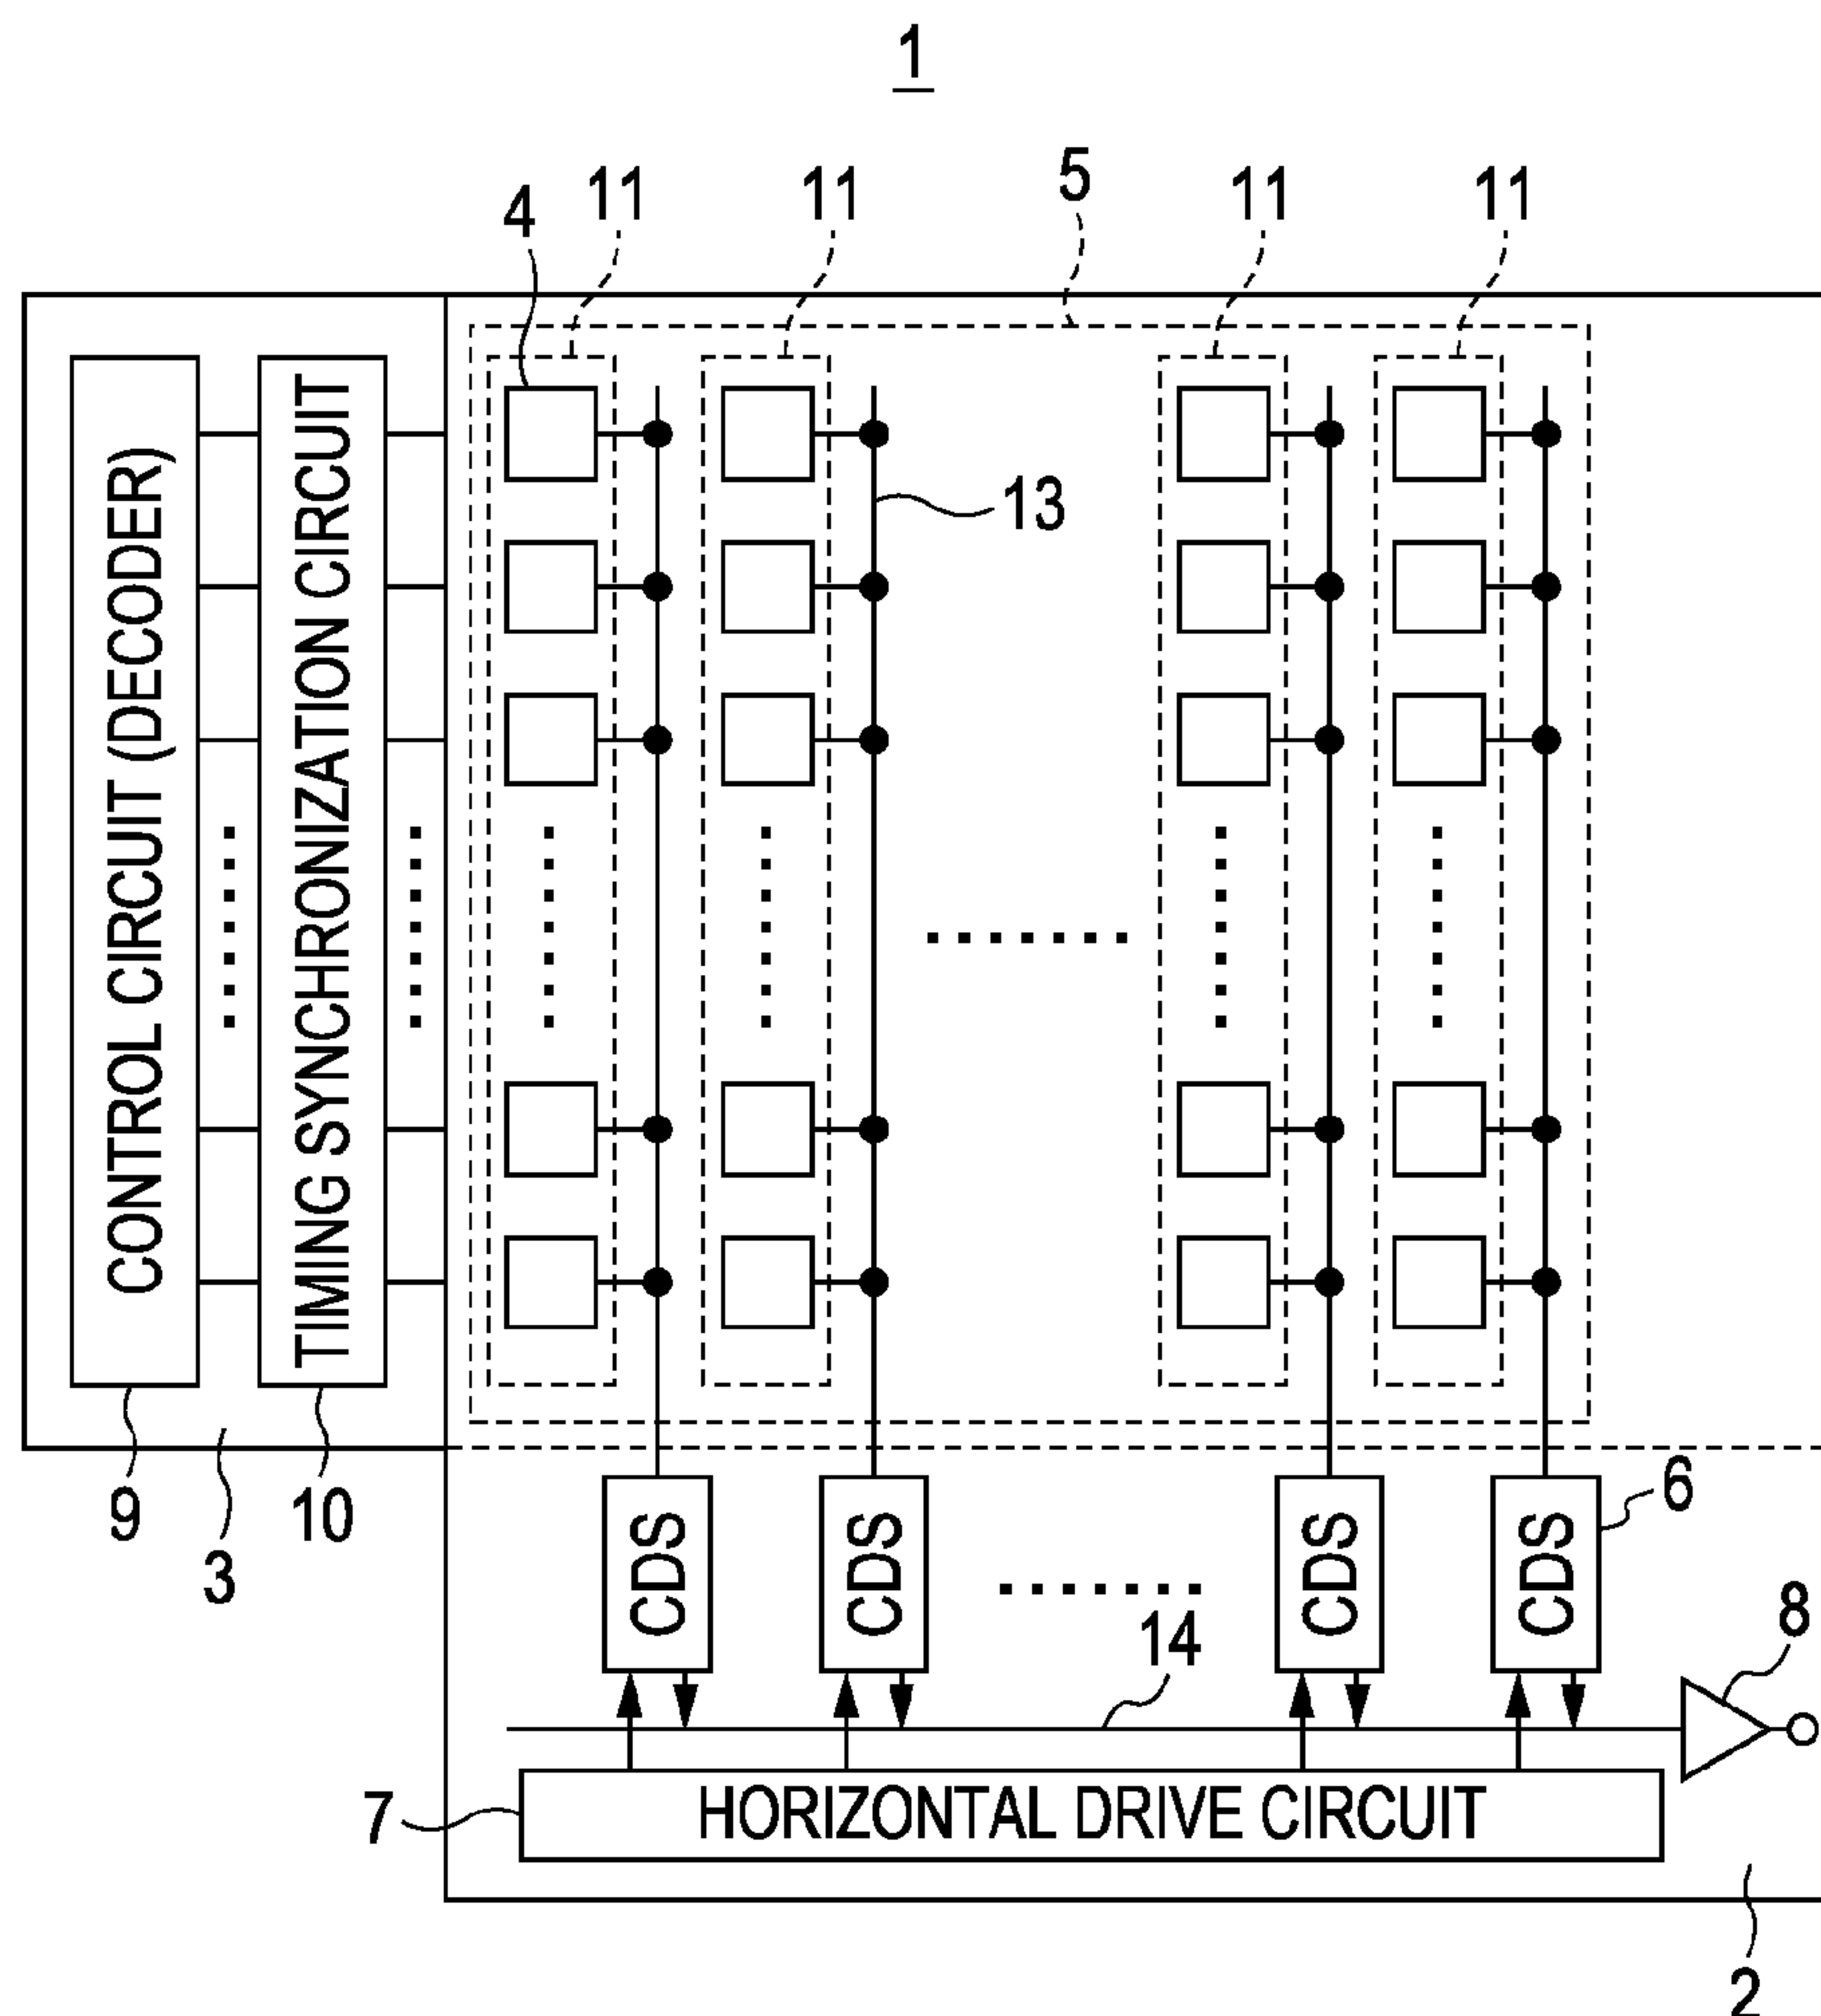 1
5
4
11
11
11
11
13
CONTROL CIRCUIT (DECODER)
TIMING SYNCHRONIZATION CIRCUIT
9
3
10
CDS
CDS
CDS
CDS
6
14
8
7
HORIZONTAL DRIVE CIRCUIT
2